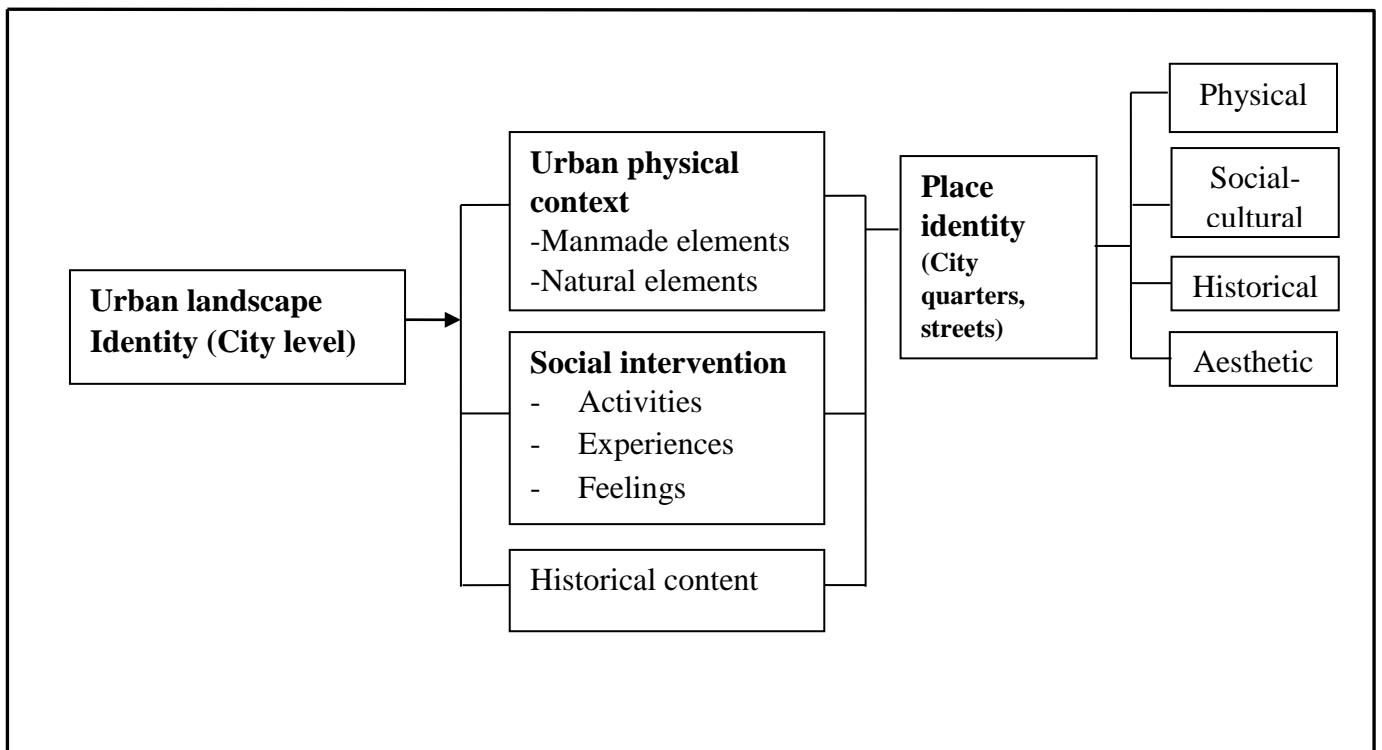 Urban landscape
Identity (City level)
Urban physical
context
-Manmade elements
-Natural elements
Social intervention
- Activities
- Experiences
- Feelings
Historical content
Place
identity
(City
quarters,
streets)
Physical
Social-
cultural
Historical
Aesthetic